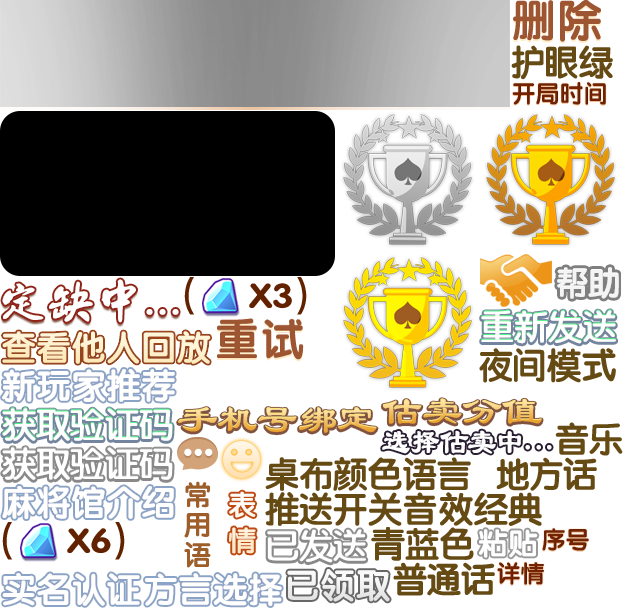 删除
护眼绿
开局时间
定缺中...
(X3)
查看他人回放
重试
帮助
重新发送
夜间模式
新玩家推荐
获取验证码
手机号绑定
估卖分值
选择估卖中...
音乐
获取验证码
桌布颜色语言 地方话
麻将馆介绍
常用语
表情
推送开关音效经典
(X6)
已发送
青蓝色
粘贴
序号
实名认证方言选择
已领取
普通话
详情